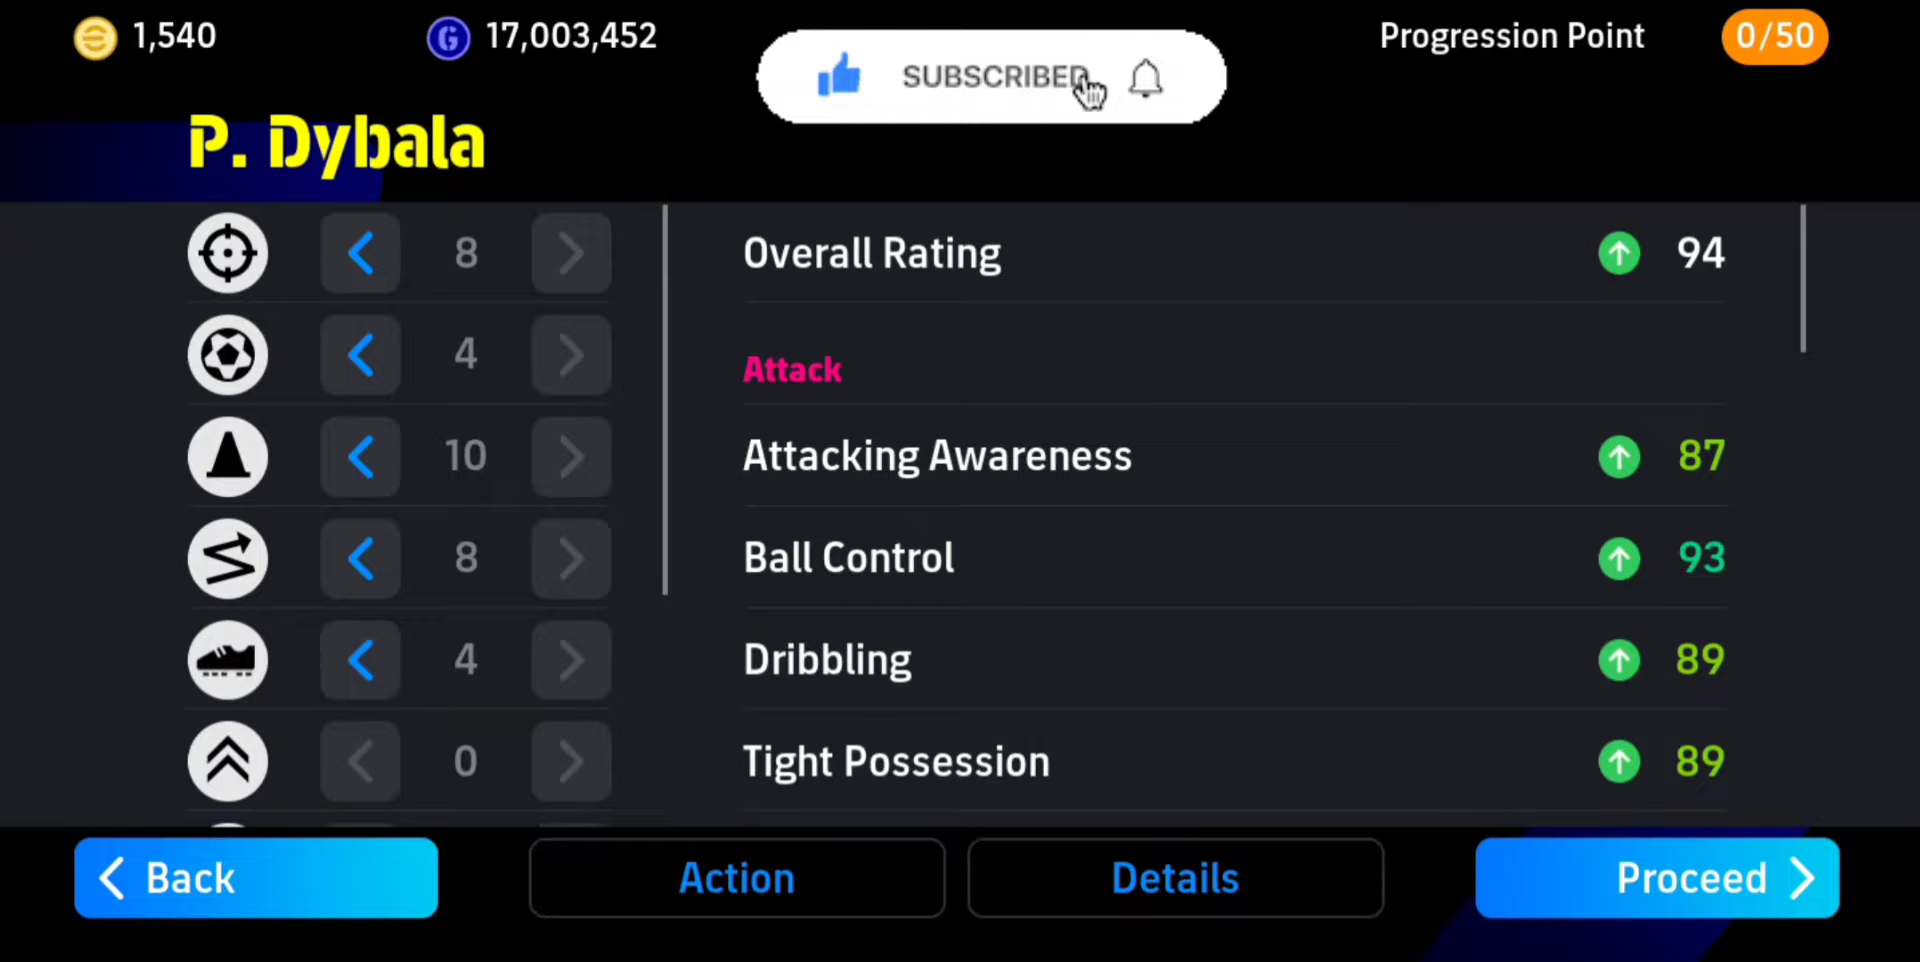 1,540
17,003,452
SUBSCRIBED
Progression Point 0/50
P. Dybala
8
Overall Rating 94
4
Attack
10
Attacking Awareness 87
8
Ball Control 93
4
Dribbling 89
0
Tight Possession 89
Back
Action
Details
Proceed